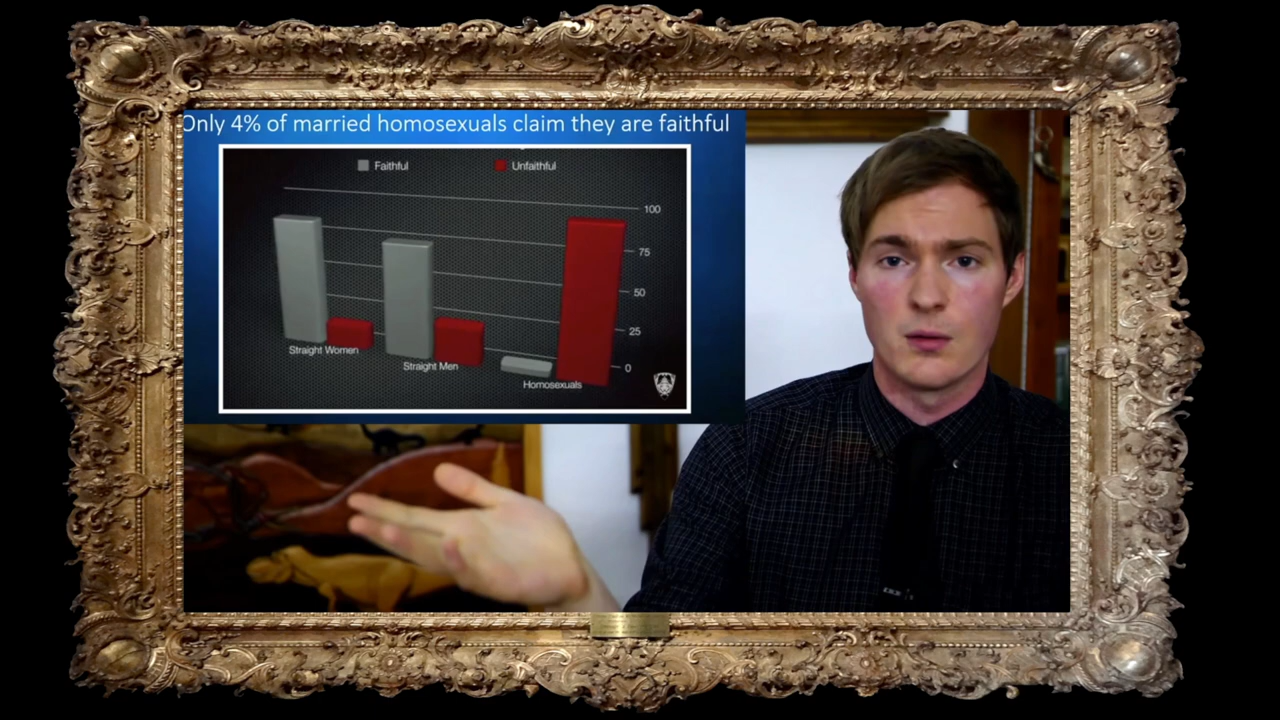 Only 4% of married homosexuals claim they are faithful
Faithful
Unfaithful
100
75
50
25
0
Straight Women
Straight Men
Homosexuals